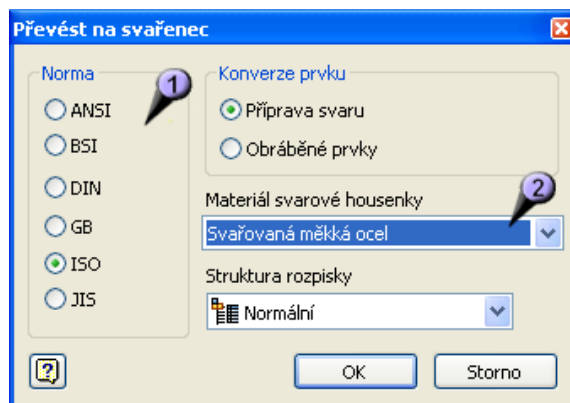 Převést na svařenec
Norma
1
ANSI
BSI
DIN
GB
ISO
JIS
Konverze prvku
Příprava svaru
Obráběné prvky
Materiál svarové housenky
2
Svařovaná měkká ocel
Struktura rozpisky
Normální
?
OK
Storno